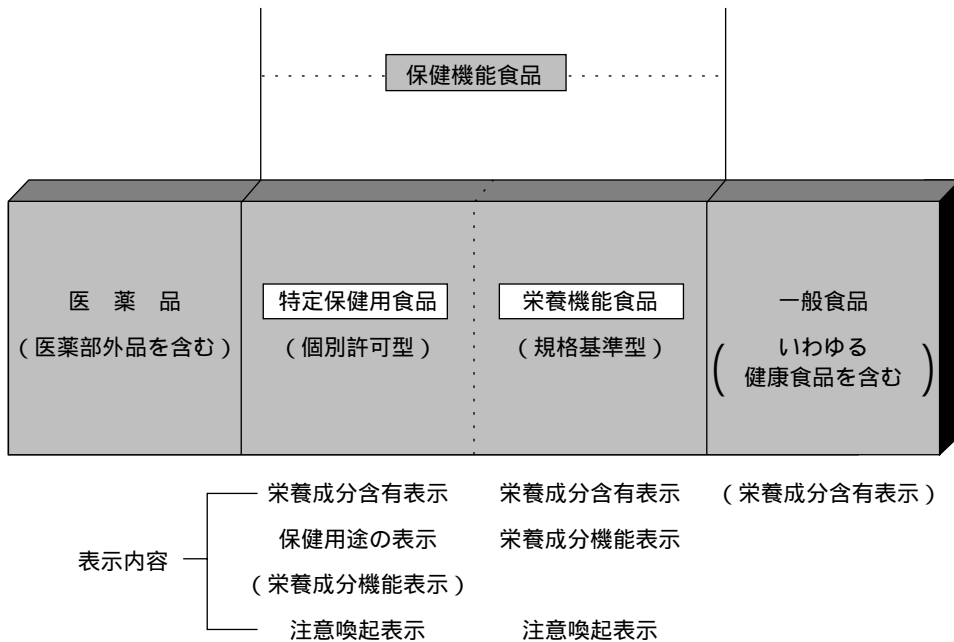 保健機能食品
医 薬 品
(医薬部外品を含む)
特定保健用食品
(個別許可型)
栄養機能食品
(規格基準型)
一般食品
(いわゆる
健康食品を含む)
表示内容
栄養成分含有表示 栄養成分含有表示 (栄養成分含有表示)
保健用途の表示 栄養成分機能表示
(栄養成分機能表示)
注意喚起表示 注意喚起表示